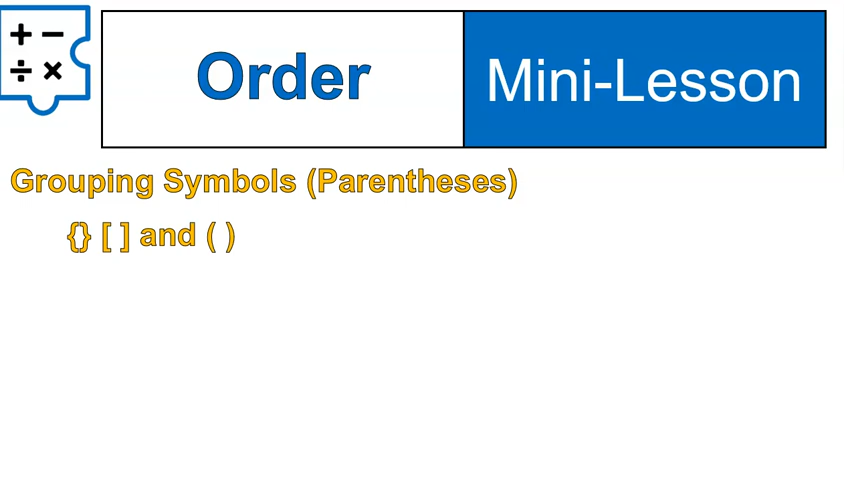 + −
÷ ×
Order
Mini-Lesson
Grouping Symbols (Parentheses)
{} [ ] and ( )